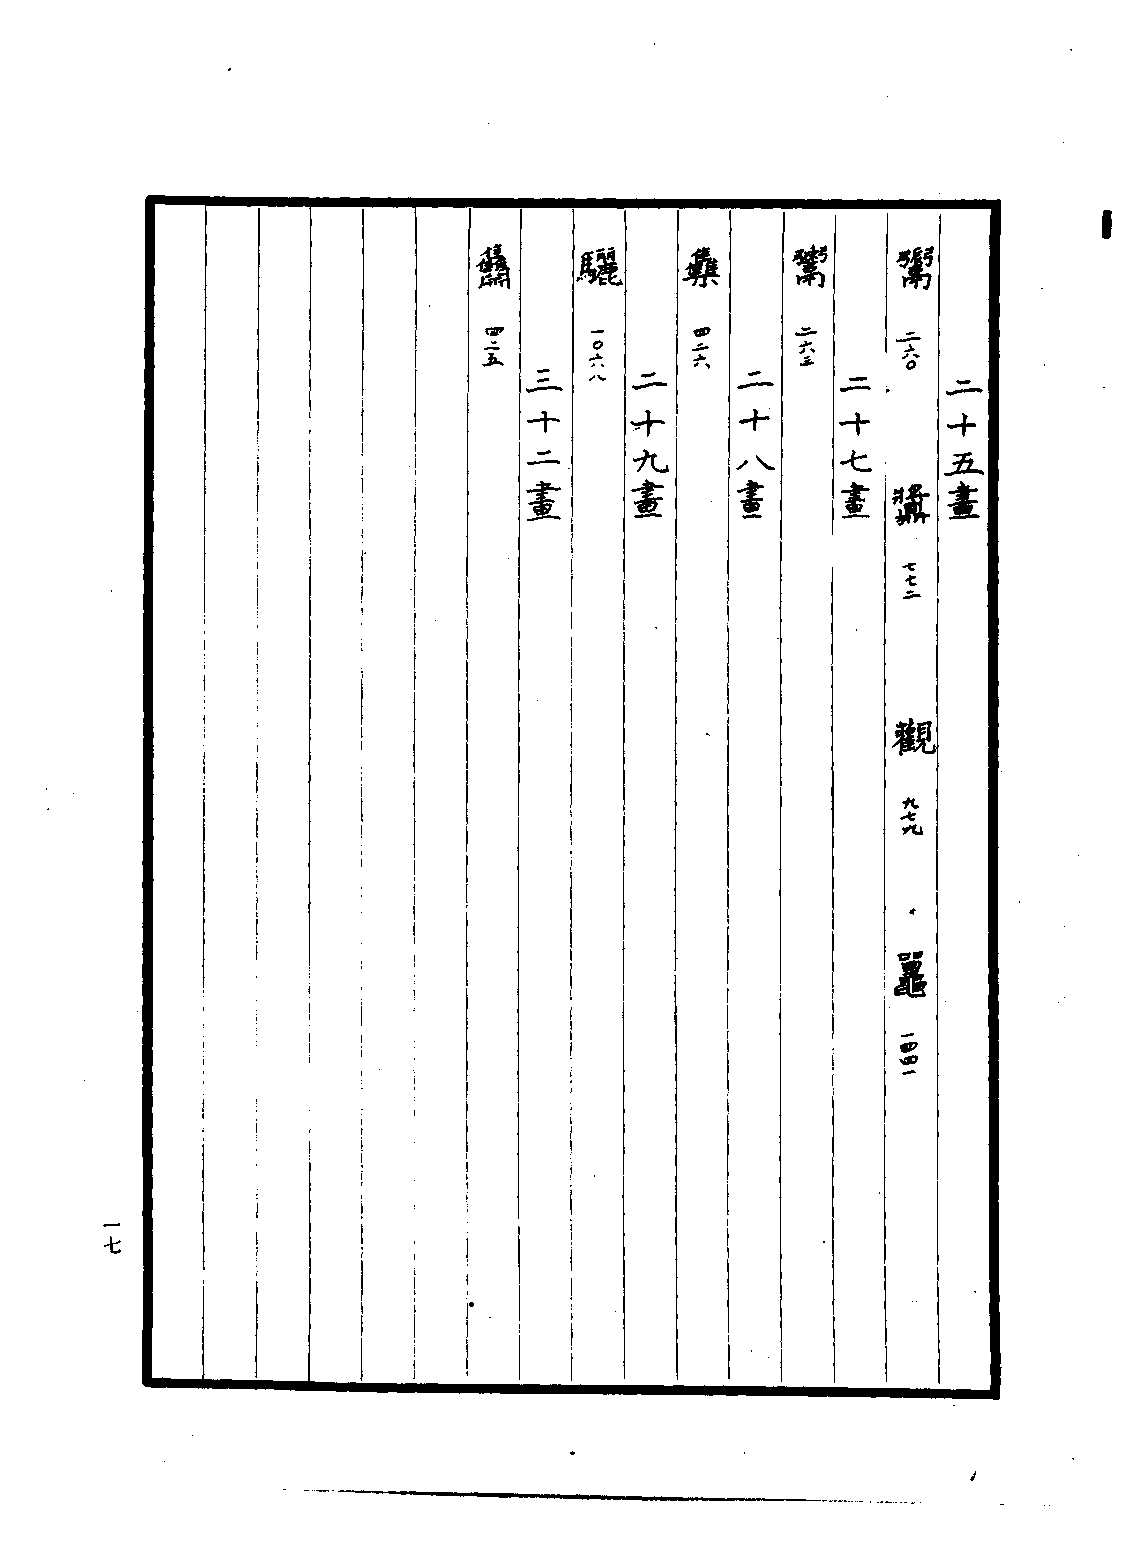 二十五畫
二六〇 七七二 觀 九七九 鼉 一四四一
二十七畫
鬻 二六三
二十八畫
四二六
二十九畫
驪 一〇六八
三十二畫
四二五
一七